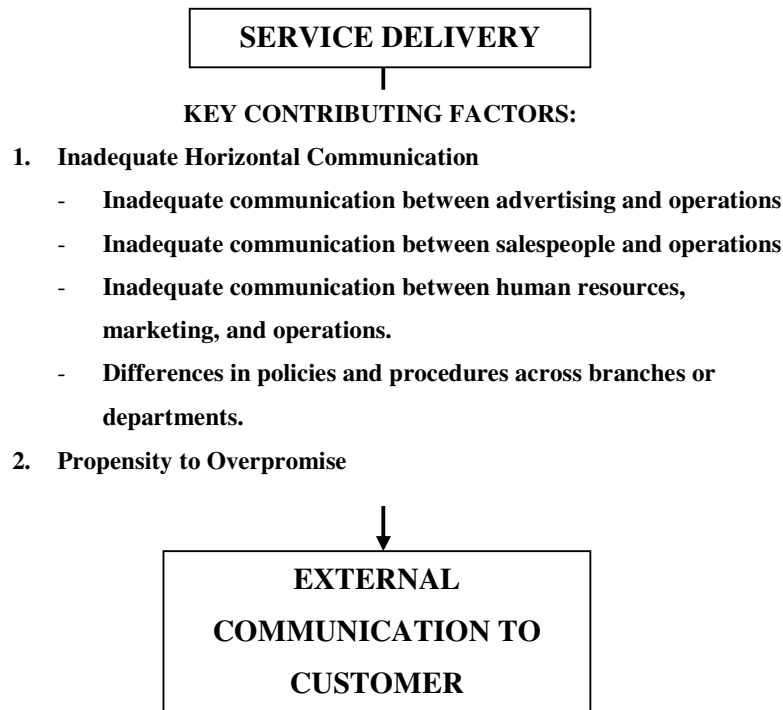 SERVICE DELIVERY
KEY CONTRIBUTING FACTORS:
1. Inadequate Horizontal Communication
- Inadequate communication between advertising and operations
- Inadequate communication between salespeople and operations
- Inadequate communication between human resources,
marketing, and operations.
- Differences in policies and procedures across branches or
departments.
2. Propensity to Overpromise
EXTERNAL
COMMUNICATION TO
CUSTOMER